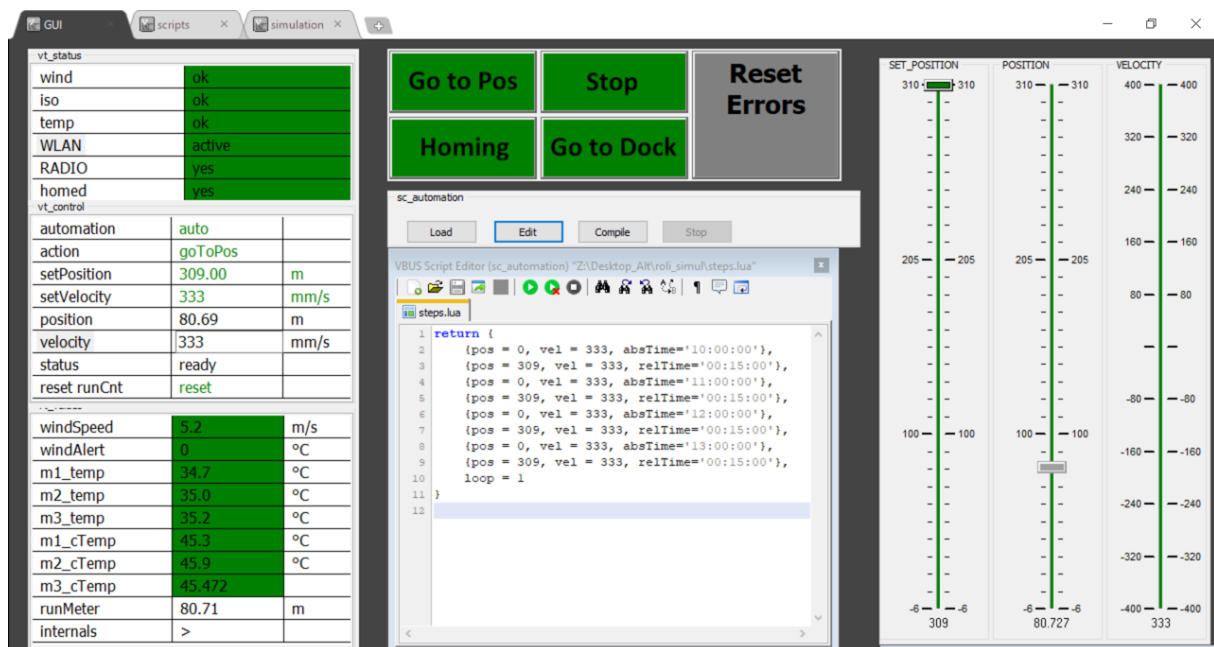 GUI
scripts
simulation
vt_status
wind ok
iso ok
temp ok
WLAN active
RADIO yes
homed yes
vt_control
automation auto
action goToPos
setPosition 309.00 m
setVelocity 333 mm/s
position 80.69 m
velocity 333 mm/s
status ready
reset runCnt reset
windSpeed 5.2 m/s
windAlert 0 °C
m1_temp 34.7 °C
m2_temp 35.0 °C
m3_temp 35.2 °C
m1_cTemp 45.3 °C
m2_cTemp 45.9 °C
m3_cTemp 45.472
runMeter 80.71 m
internals >
Go to Pos
Stop
Reset
Errors
Homing
Go to Dock
sc_automation
Load Edit Compile Stop
VBUS Script Editor (sc_automation) "Z:\Desktop_Alt\roli_simul\steps.lua"
steps.lua
1 return {
2 {pos = 0, vel = 333, absTime='10:00:00'},
3 {pos = 309, vel = 333, relTime='00:15:00'},
4 {pos = 0, vel = 333, absTime='11:00:00'},
5 {pos = 309, vel = 333, relTime='00:15:00'},
6 {pos = 0, vel = 333, absTime='12:00:00'},
7 {pos = 309, vel = 333, relTime='00:15:00'},
8 {pos = 0, vel = 333, absTime='13:00:00'},
9 {pos = 309, vel = 333, relTime='00:15:00'},
10 loop = 1
11 }
12
SET_POSITION
310 310
205 205
100 100
-6 -6
309
POSITION
310 310
205 205
100 100
-6 -6
80.727
VELOCITY
400 400
320 320
240 240
160 160
80 80
-80 -80
-160 -160
-240 -240
-320 -320
-400 -400
333